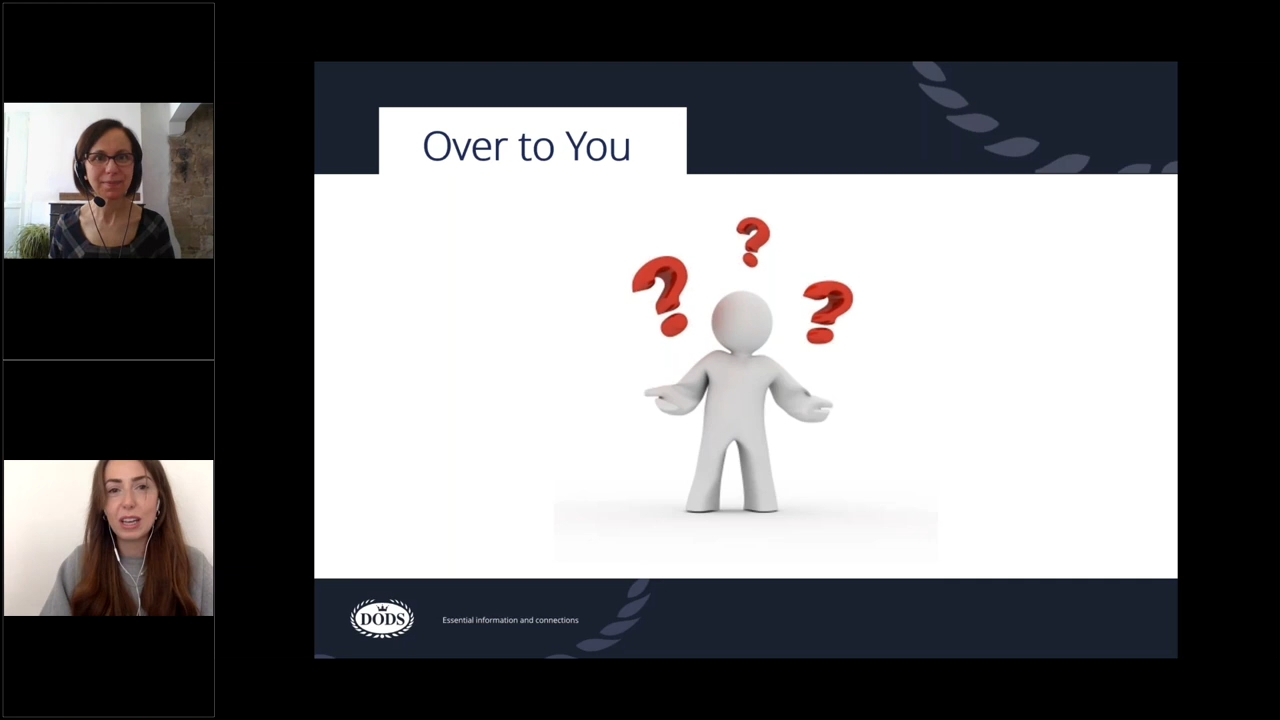 Over to You
? ? ?
DODS
Essential information and connections